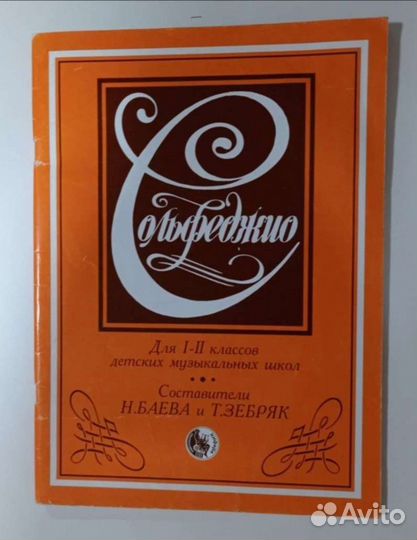 Сольфеджио
Для I-II классов
детских музыкальных школ
Составители
Н.БАЕВА и Т.ЗЕБРЯК
Avito